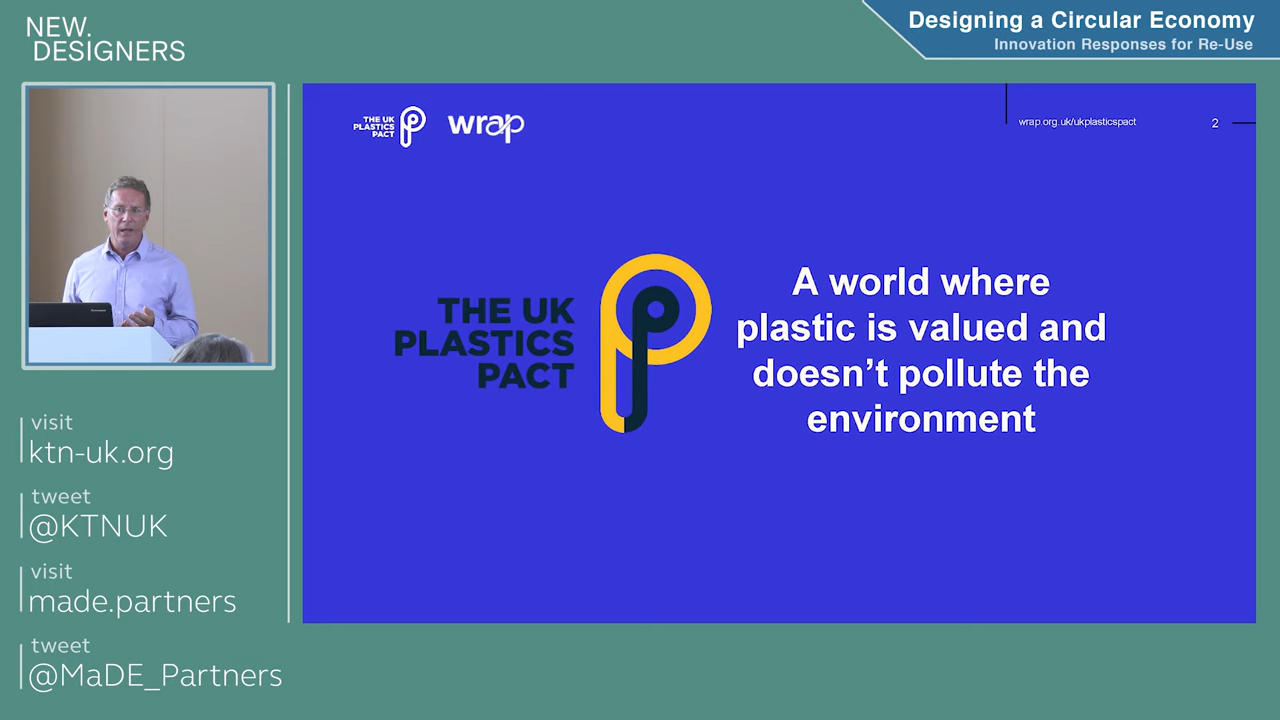 NEW.
DESIGNERS
Designing a Circular Economy
Innovation Responses for Re-Use
THE UK
PLASTICS
PACT
wrap
wrap.org.uk/ukplasticspact
2
THE UK
PLASTICS
PACT
A world where
plastic is valued and
doesn’t pollute the
environment
visit
ktn-uk.org
tweet
@KTNUK
visit
made.partners
tweet
@MaDE_Partners